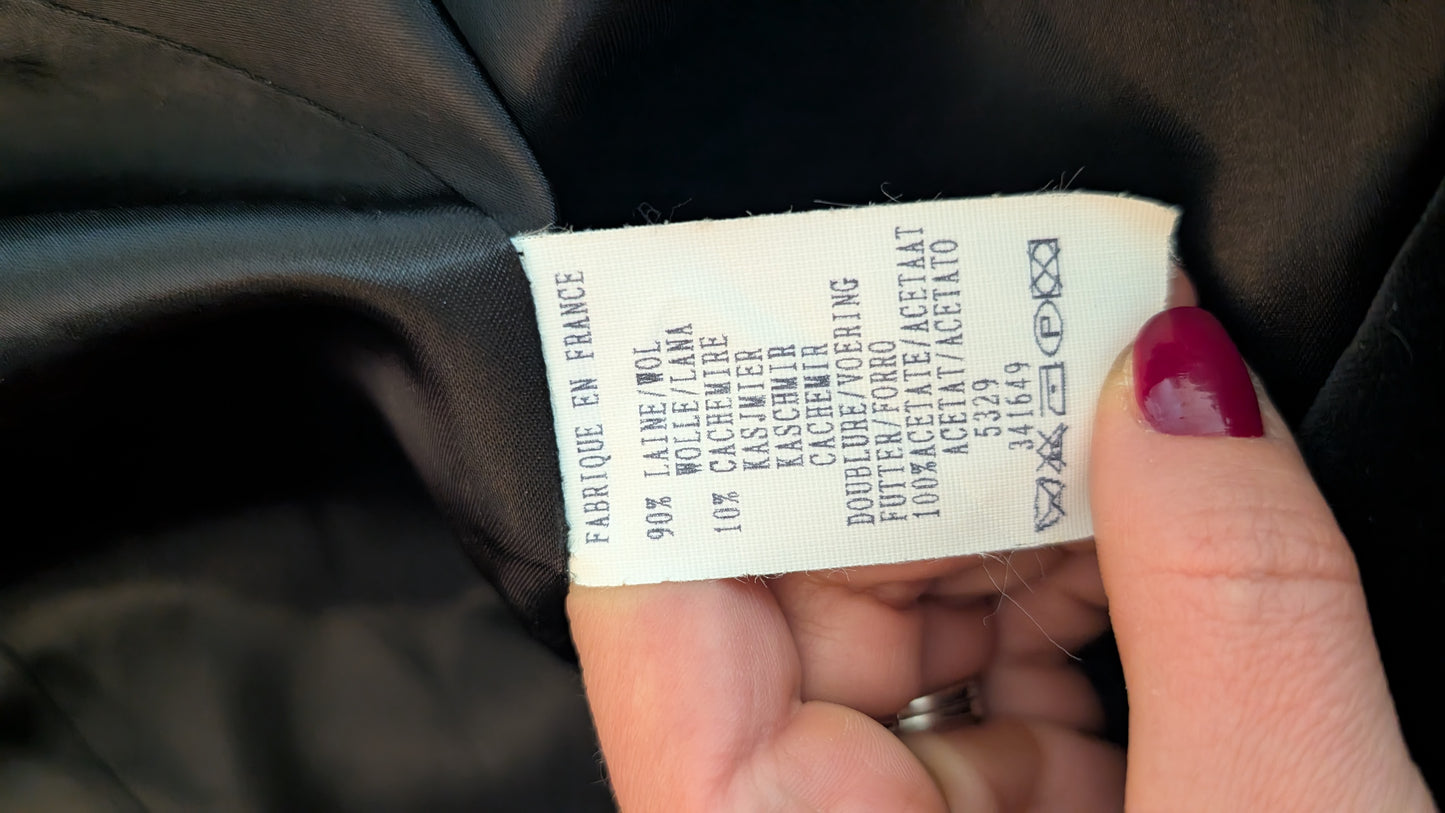 FABRIQUE EN FRANCE
90% LAINE/WOL
WOLLE/LANA
10% CACHEMIRE
KASJMIER
KASCHMIR
CACHEMIR
DOUBLURE/VOERING
FUTTER/FORRO
100%ACETATE/ACETAAT
ACETAT/ACETATO
5329
341649
P